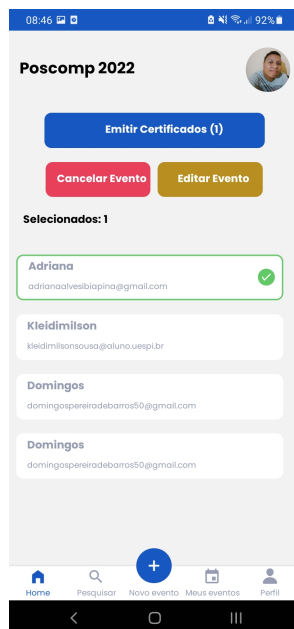 08:46 92%
Poscomp 2022
Emitir Certificados (1)
Cancelar Evento Editar Evento
Selecionados: 1
Adriana
adrianaalvesibiapina@gmail.com
Kleidimilson
kleidimilsonsousa@aluno.uespi.br
Domingos
domingospereiradebarros50@gmail.com
Domingos
domingospereiradebarros50@gmail.com
Home Pesquisar Novo evento Meus eventos Perfil